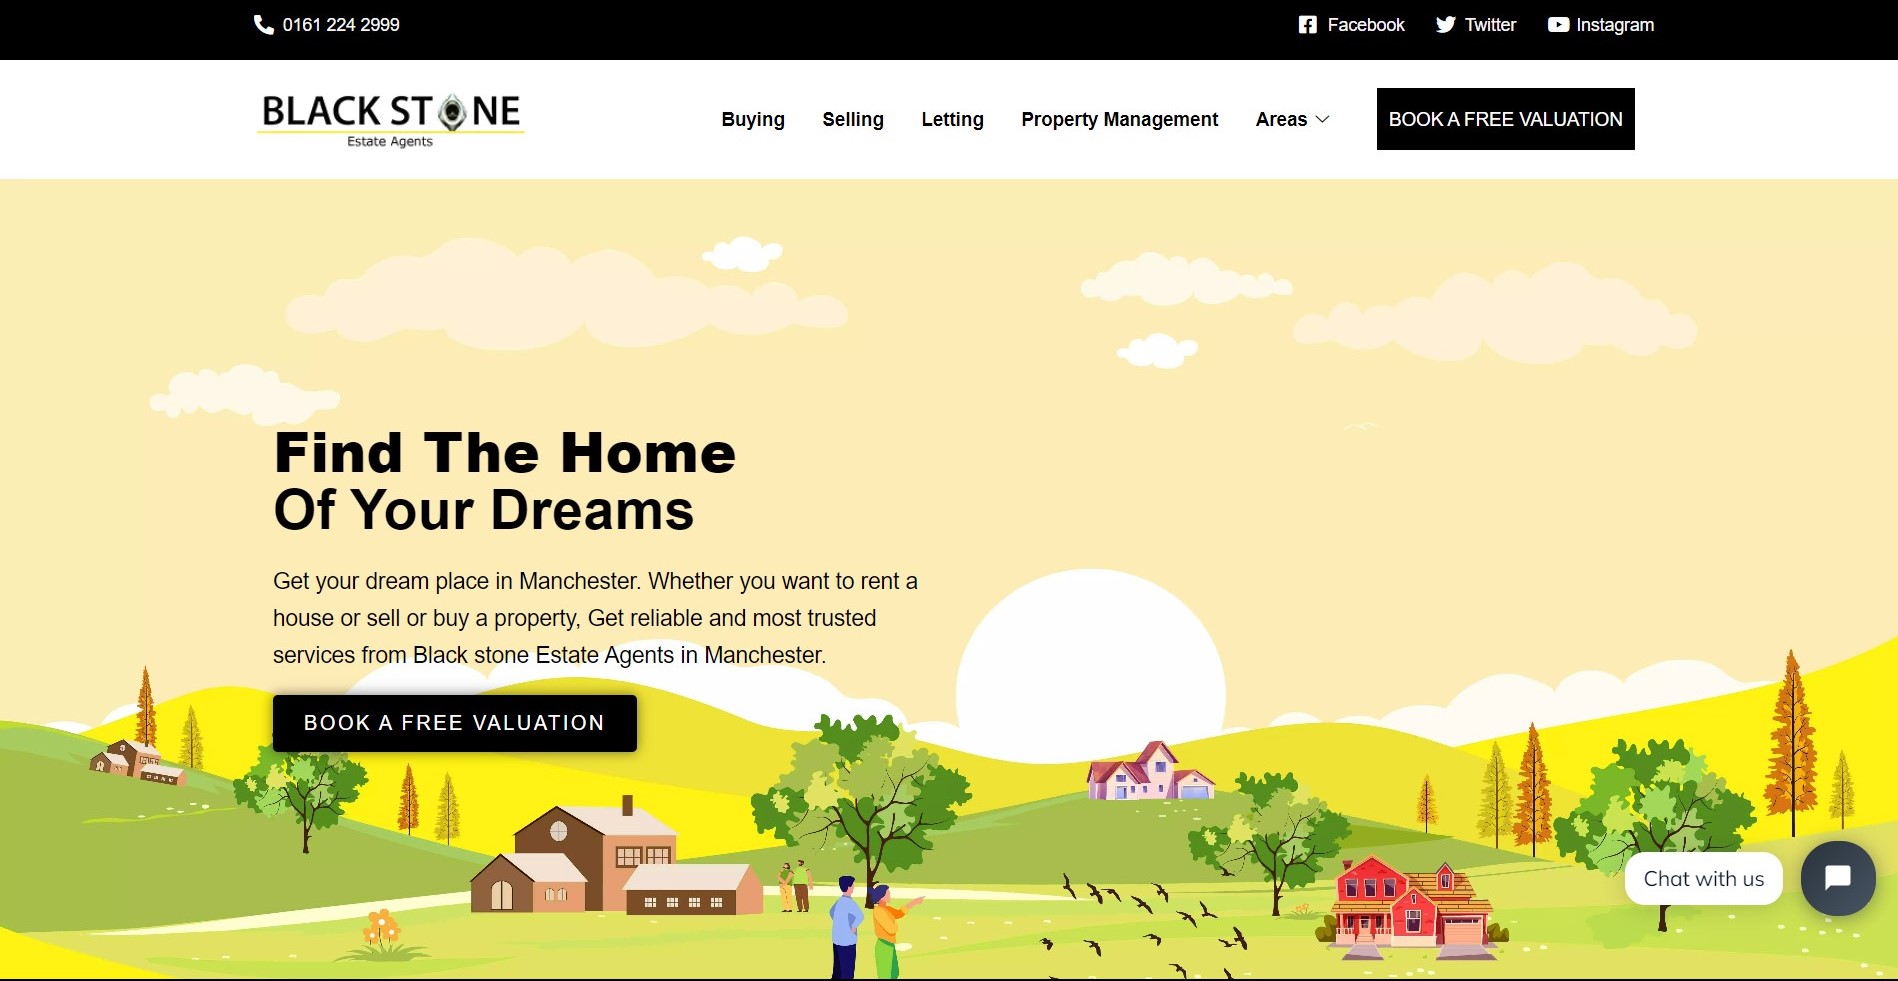 0161 224 2999
Facebook
Twitter
Instagram
BLACK STONE
Estate Agents
Buying
Selling
Letting
Property Management
Areas
BOOK A FREE VALUATION
Find The Home
Of Your Dreams
Get your dream place in Manchester. Whether you want to rent a
house or sell or buy a property, Get reliable and most trusted
services from Black stone Estate Agents in Manchester.
BOOK A FREE VALUATION
Chat with us